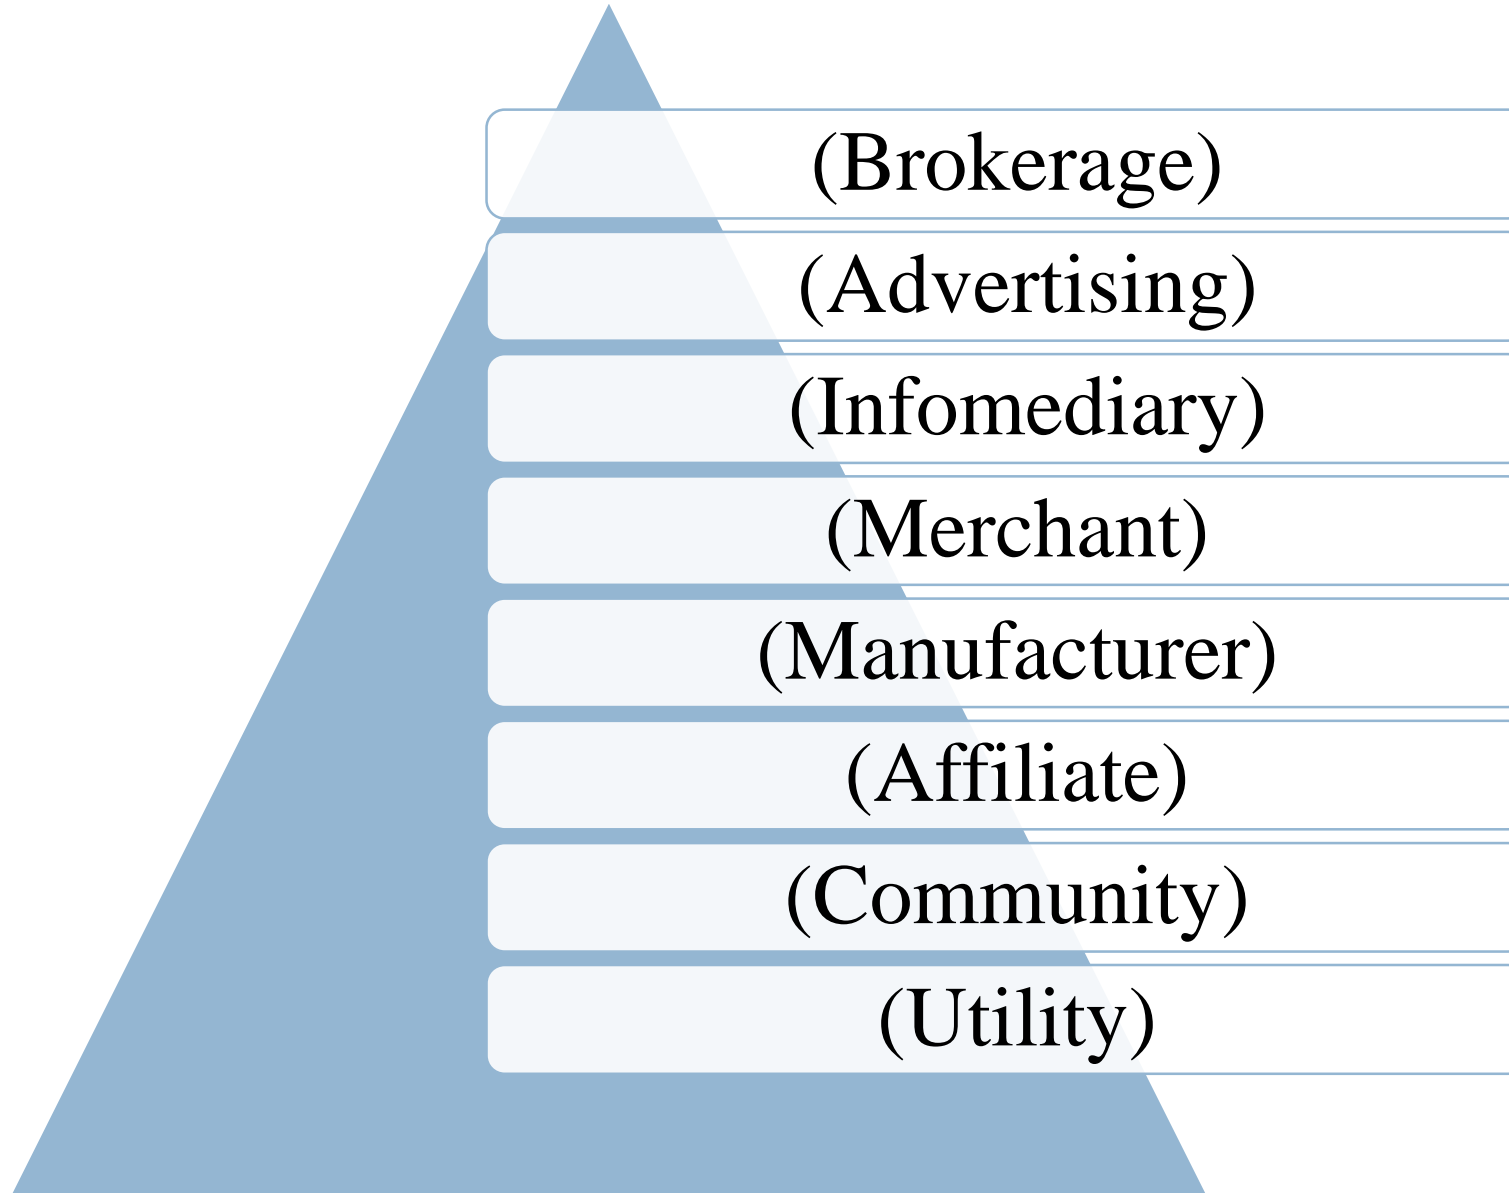 (Brokerage)
(Advertising)
(Infomediary)
(Merchant)
(Manufacturer)
(Affiliate)
(Community)
(Utility)